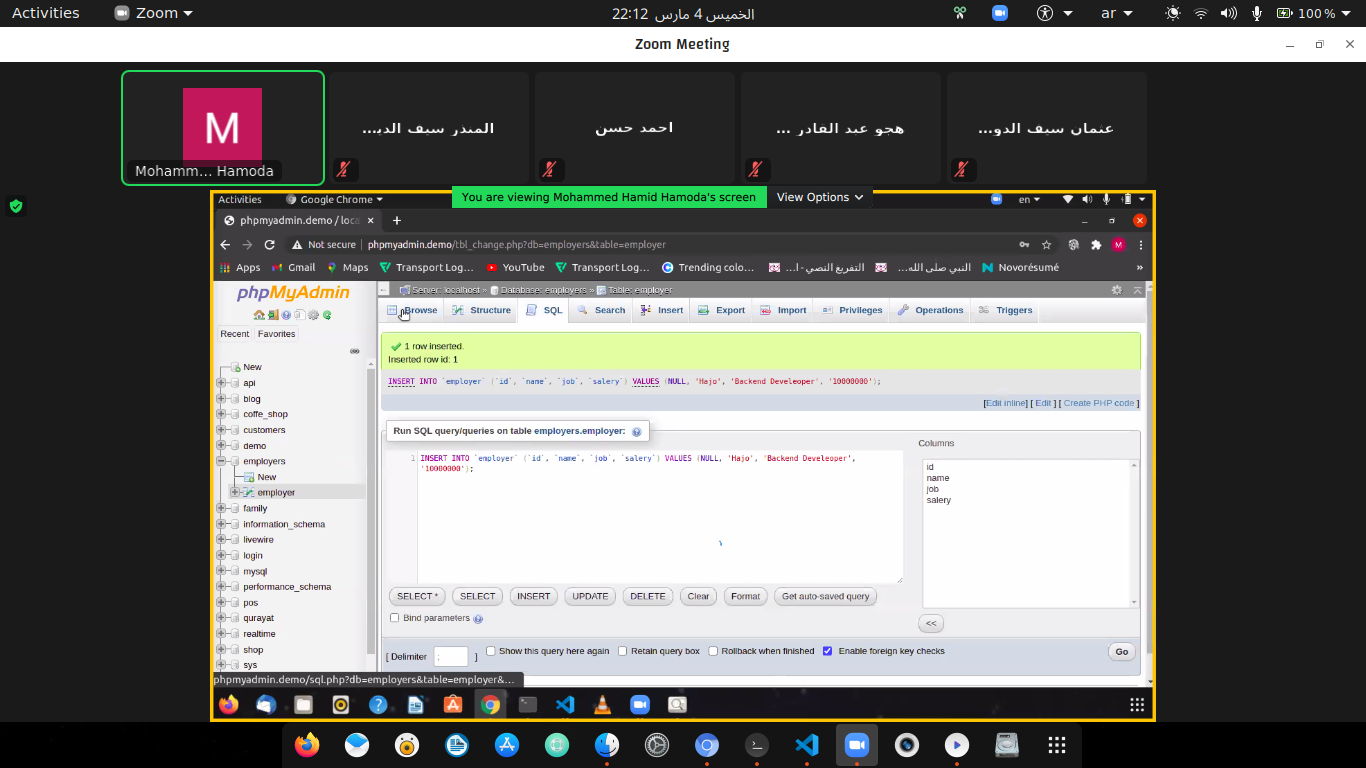 Activities
Zoom
الخميس 4 مارس 22:12
ar
100 %
Zoom Meeting
M
Mohamm... Hamoda
المنذر سيف الدي...
احمد حسن
هجو عبد القادر ...
عثمان سيف الدو...
You are viewing Mohammed Hamid Hamoda's screen
View Options
Activities
Google Chrome
en
phpmyadmin.demo / loca
Not secure
phpmyadmin.demo/tbl_change.php?db=employers&table=employer
M
Apps
Gmail
Maps
Transport Log...
YouTube
Transport Log...
Trending colo...
التفريغ النصي - ا...
النبي صلى الله...
Novorésumé
»
phpMyAdmin
Recent
Favorites
New
api
blog
coffe_shop
customers
demo
employers
New
employer
family
information_schema
livewire
login
mysql
performance_schema
pos
qurayat
realtime
shop
sys
Server: localhost » Database: employers » Table: employer
Browse
Structure
SQL
Search
Insert
Export
Import
Privileges
Operations
Triggers
1 row inserted.
Inserted row id: 1
INSERT INTO `employer` (`id`, `name`, `job`, `salery`) VALUES (NULL, 'Hajo', 'Backend Develeoper', '10000000');
[Edit inline] [ Edit ] [ Create PHP code ]
Run SQL query/queries on table employers.employer:
1
INSERT INTO `employer` (`id`, `name`, `job`, `salery`) VALUES (NULL, 'Hajo', 'Backend Develeoper',
'10000000');
Columns
id
name
job
salery
SELECT *
SELECT
INSERT
UPDATE
DELETE
Clear
Format
Get auto-saved query
<<
Bind parameters
[ Delimiter ; ]
Show this query here again
Retain query box
Rollback when finished
Enable foreign key checks
Go
phpmyadmin.demo/sql.php?db=employers&table=employer&...